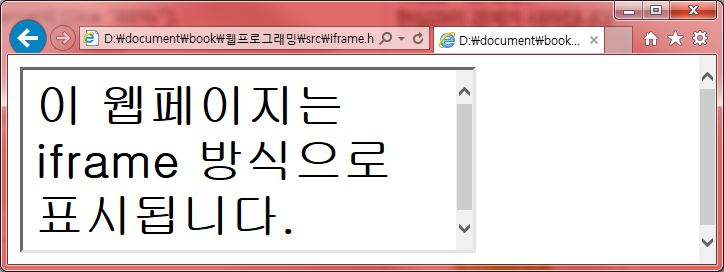 D:₩document₩book₩웹프로그래밍₩src₩iframe.h
D:₩document₩book...
이 웹페이지는
iframe 방식으로
표시됩니다.